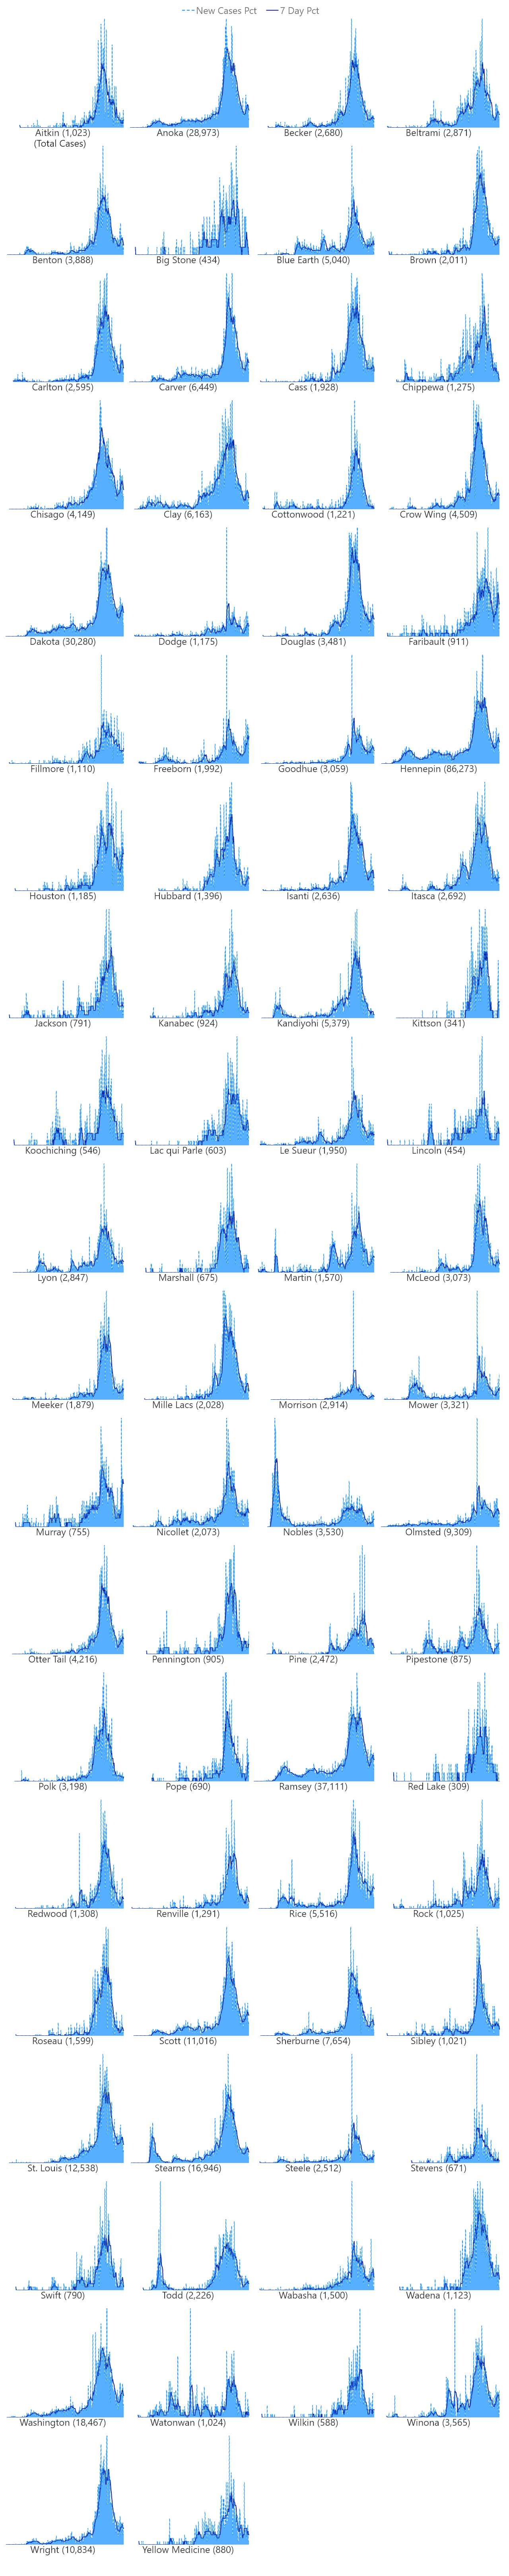 New Cases Pct 7 Day Pct
Aitkin (1,023) Anoka (28,973) Becker (2,680) Beltrami (2,871)
(Total Cases)
Benton (3,888) Big Stone (434) Blue Earth (5,040) Brown (2,011)
Carlton (2,595) Carver (6,449) Cass (1,928) Chippewa (1,275)
Chisago (4,149) Clay (6,163) Cottonwood (1,221) Crow Wing (4,509)
Dakota (30,280) Dodge (1,175) Douglas (3,481) Faribault (911)
Fillmore (1,110) Freeborn (1,992) Goodhue (3,059) Hennepin (86,273)
Houston (1,185) Hubbard (1,396) Isanti (2,636) Itasca (2,692)
Jackson (791) Kanabec (924) Kandiyohi (5,379) Kittson (341)
Koochiching (546) Lac qui Parle (603) Le Sueur (1,950) Lincoln (454)
Lyon (2,847) Marshall (675) Martin (1,570) McLeod (3,073)
Meeker (1,879) Mille Lacs (2,028) Morrison (2,914) Mower (3,321)
Murray (755) Nicollet (2,073) Nobles (3,530) Olmsted (9,309)
Otter Tail (4,216) Pennington (905) Pine (2,472) Pipestone (875)
Polk (3,198) Pope (690) Ramsey (37,111) Red Lake (309)
Redwood (1,308) Renville (1,291) Rice (5,516) Rock (1,025)
Roseau (1,599) Scott (11,016) Sherburne (7,654) Sibley (1,021)
St. Louis (12,538) Stearns (16,946) Steele (2,512) Stevens (671)
Swift (790) Todd (2,226) Wabasha (1,500) Wadena (1,123)
Washington (18,467) Watonwan (1,024) Wilkin (588) Winona (3,565)
Wright (10,834) Yellow Medicine (880)